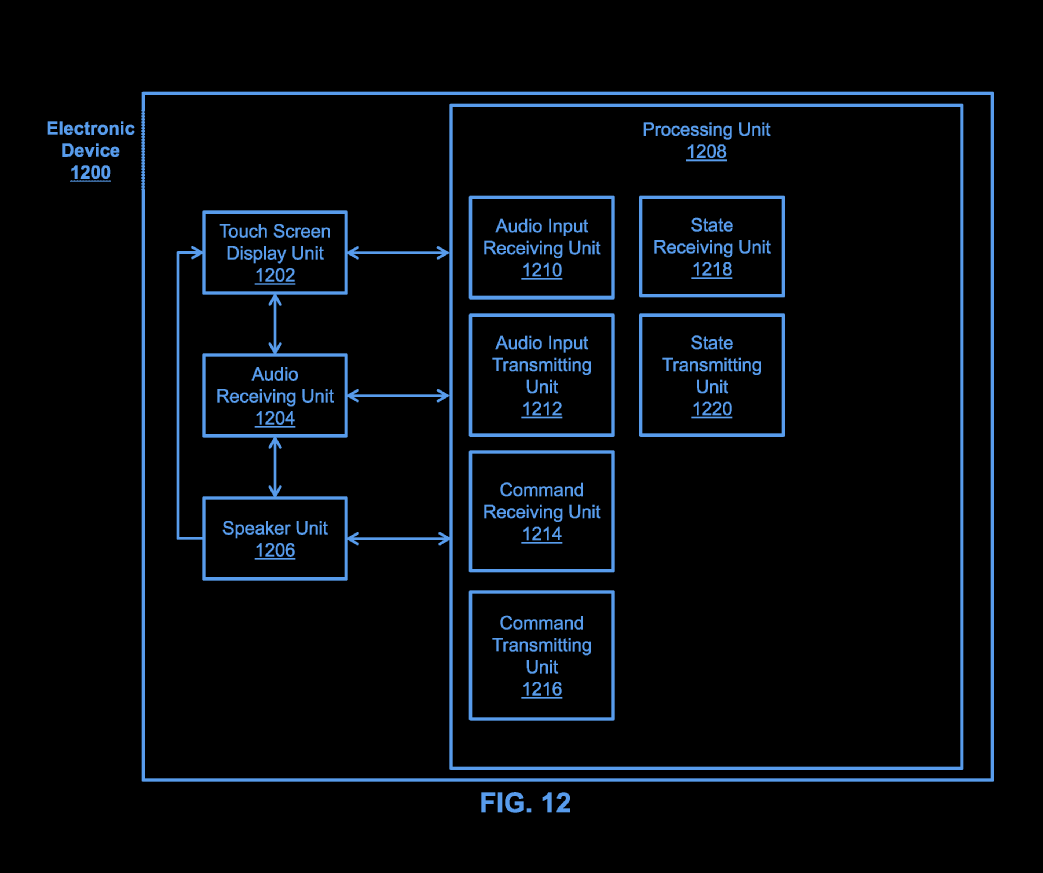 Electronic
Device
1200
Processing Unit
1208
Touch Screen
Display Unit
1202
Audio
Receiving Unit
1204
Speaker Unit
1206
Audio Input
Receiving Unit
1210
State
Receiving Unit
1218
Audio Input
Transmitting
Unit
1212
State
Transmitting
Unit
1220
Command
Receiving Unit
1214
Command
Transmitting
Unit
1216
FIG. 12